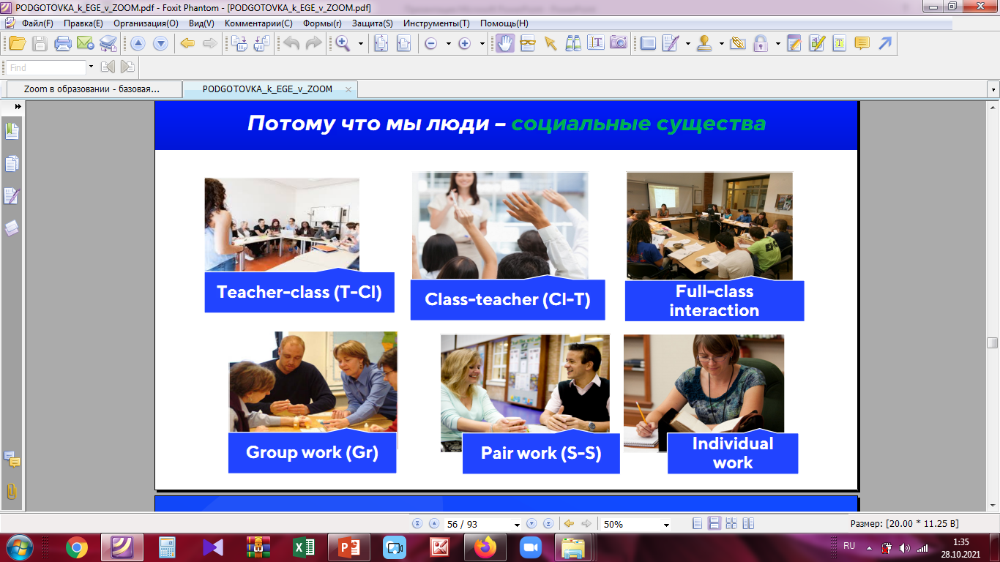 PODGOTOVKA_k_EGE_v_ZOOM.pdf - Foxit Phantom - [PODGOTOVKA_k_EGE_v_ZOOM.pdf]
Файл(F) Правка(E) Организация(O) Вид(V) Комментарии(C) Формы(r) Защита(S) Инструменты(T) Помощь(H)
Find
Zoom в образовании - базовая... PODGOTOVKA_k_EGE_v_ZOOM
Потому что мы люди – социальные существа
Teacher-class (T-Cl)
Class-teacher (Cl-T)
Full-class
interaction
Group work (Gr)
Pair work (S-S)
Individual
work
56 / 93 50% Размер: [20.00 * 11.25 В]
RU 1:35
28.10.2021